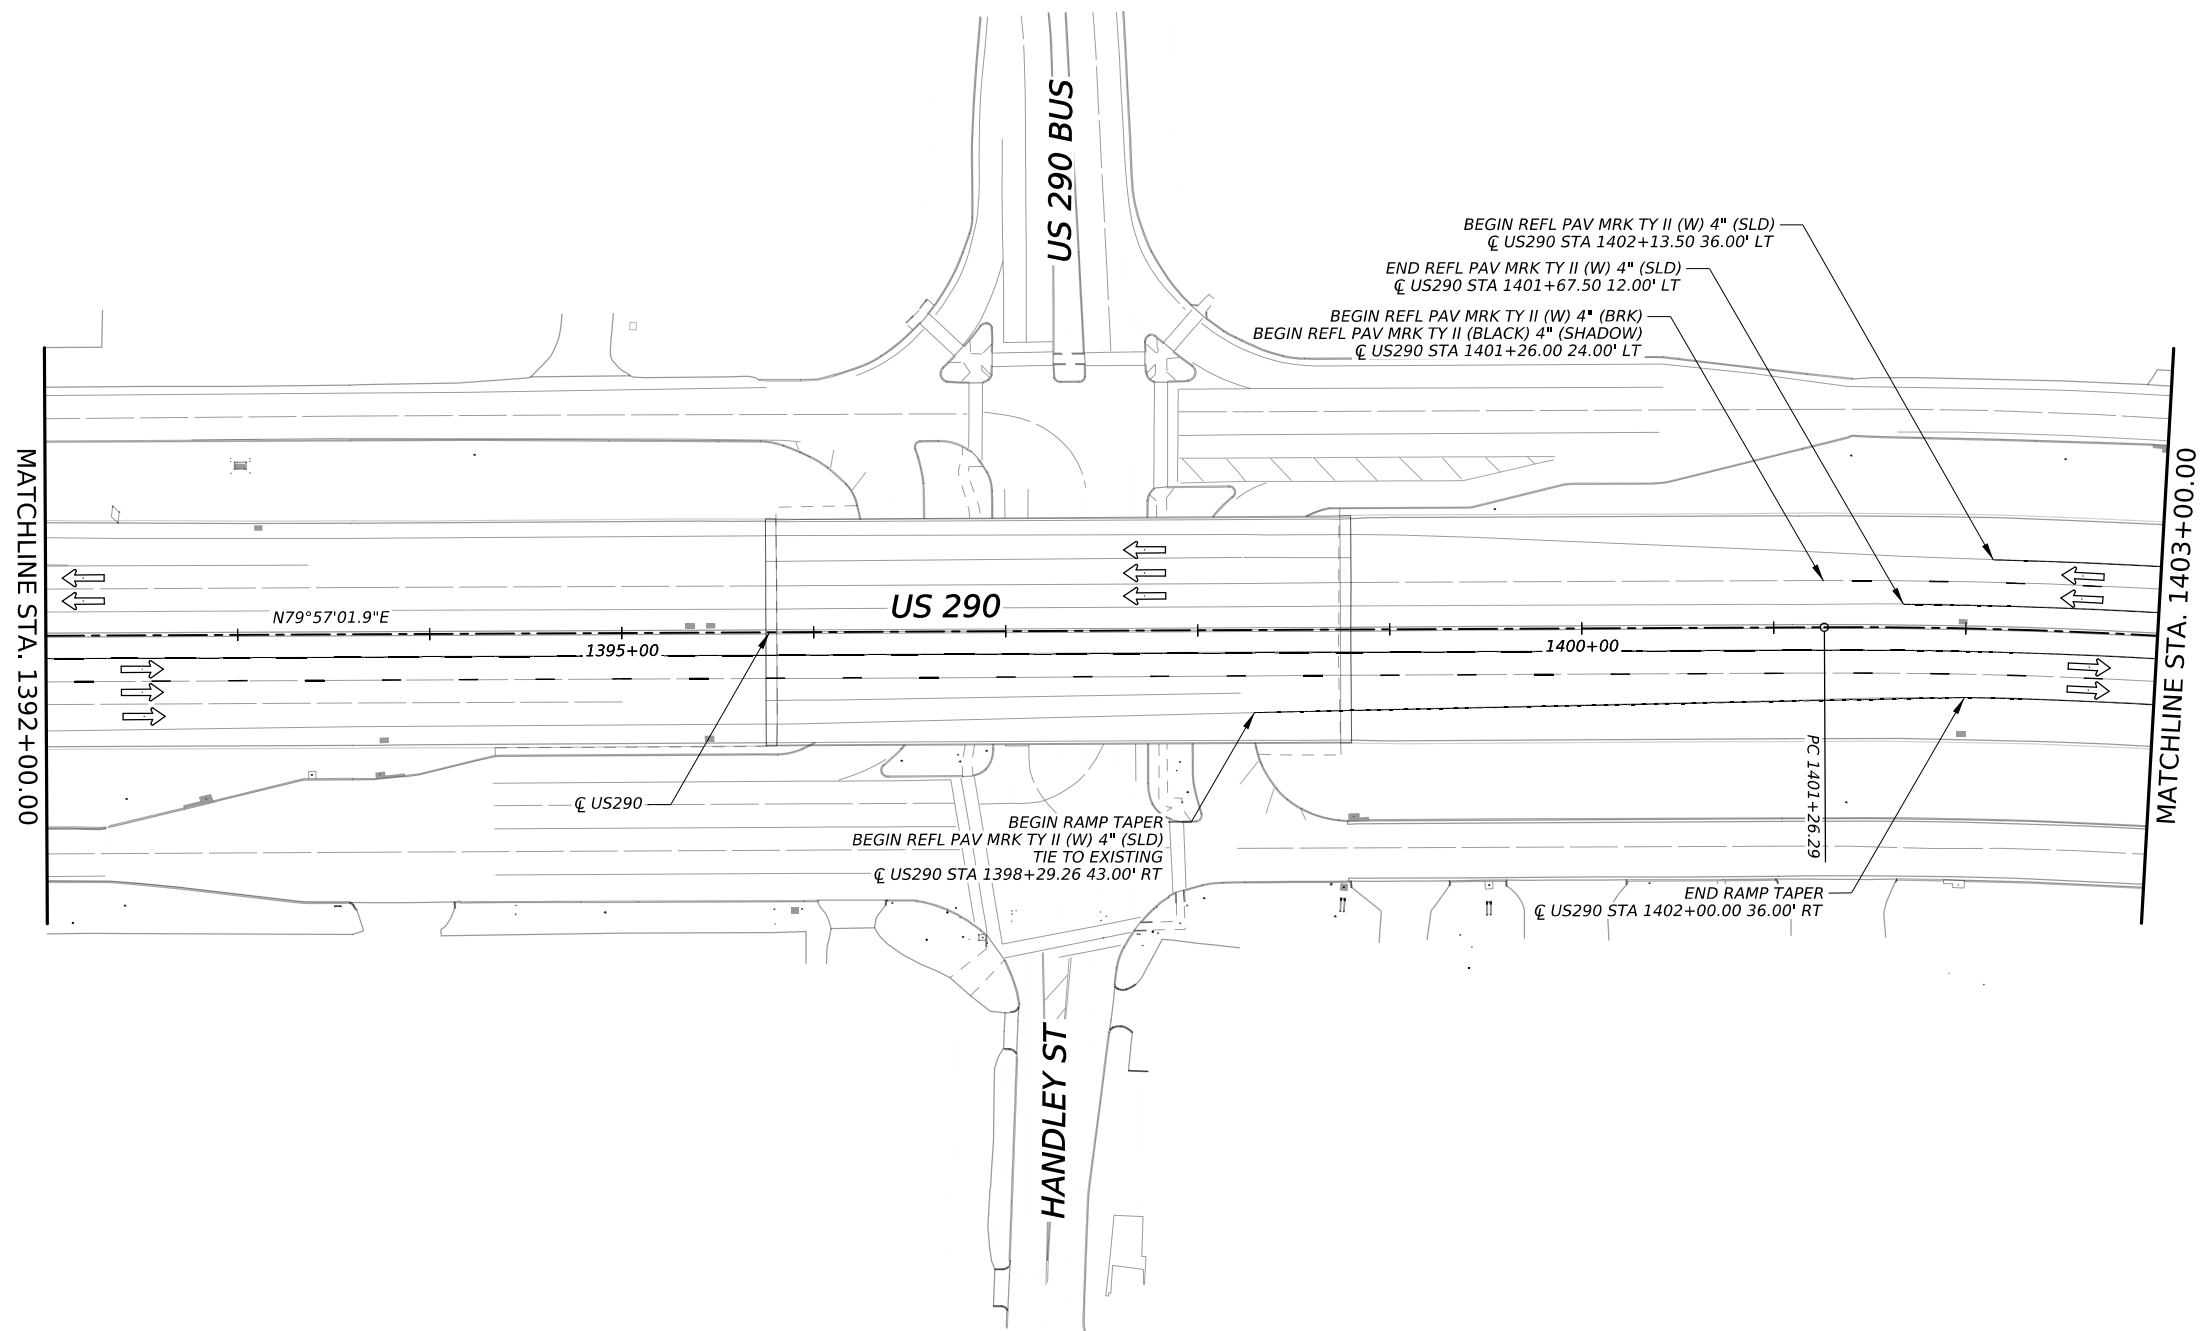 US 290 BUS
BEGIN REFL PAV MRK TY II (W) 4" (SLD)
℄ US290 STA 1402+13.50 36.00' LT
END REFL PAV MRK TY II (W) 4" (SLD)
℄ US290 STA 1401+67.50 12.00' LT
BEGIN REFL PAV MRK TY II (W) 4" (BRK)
BEGIN REFL PAV MRK TY II (BLACK) 4" (SHADOW)
℄ US290 STA 1401+26.00 24.00' LT
MATCHLINE STA. 1392+00.00
MATCHLINE STA. 1403+00.00
US 290
N79°57'01.9"E
1395+00
1400+00
PC 1401+26.29
℄ US290
BEGIN RAMP TAPER
BEGIN REFL PAV MRK TY II (W) 4" (SLD)
TIE TO EXISTING
℄ US290 STA 1398+29.26 43.00' RT
END RAMP TAPER
℄ US290 STA 1402+00.00 36.00' RT
HANDLEY ST